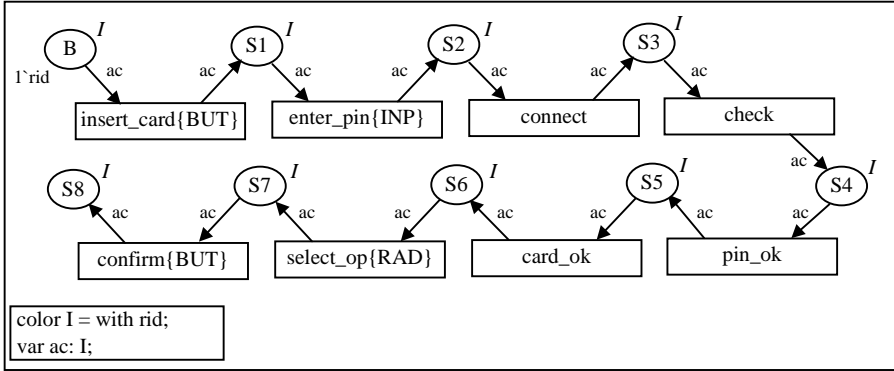 I I I I
B S1 S2 S3
1`rid ac ac ac ac ac ac ac
insert_card{BUT} enter_pin{INP} connect check
ac
I I I I I
S8 S7 S6 S5 S4
ac ac ac ac ac ac ac ac
confirm{BUT} select_op{RAD} card_ok pin_ok
color I = with rid;
var ac: I;